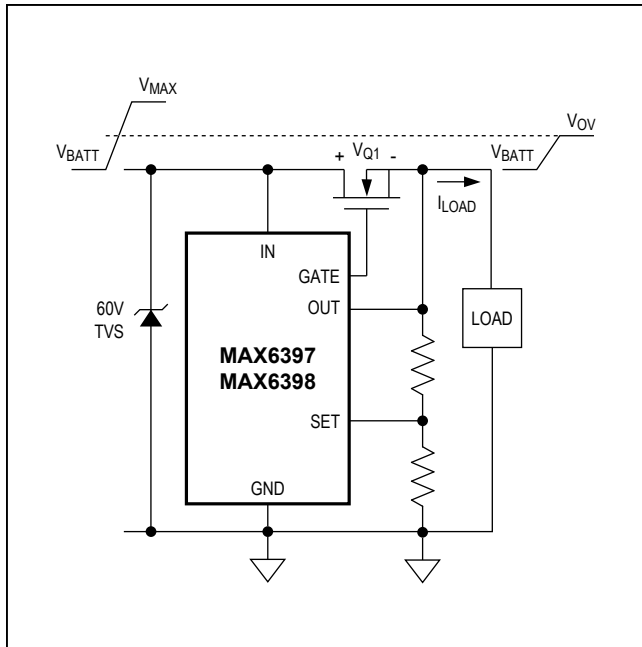 VMAX
VBATT
+ VQ1 -
VOV
VBATT
ILOAD
IN
GATE
OUT
60V
TVS
LOAD
MAX6397
MAX6398
SET
GND